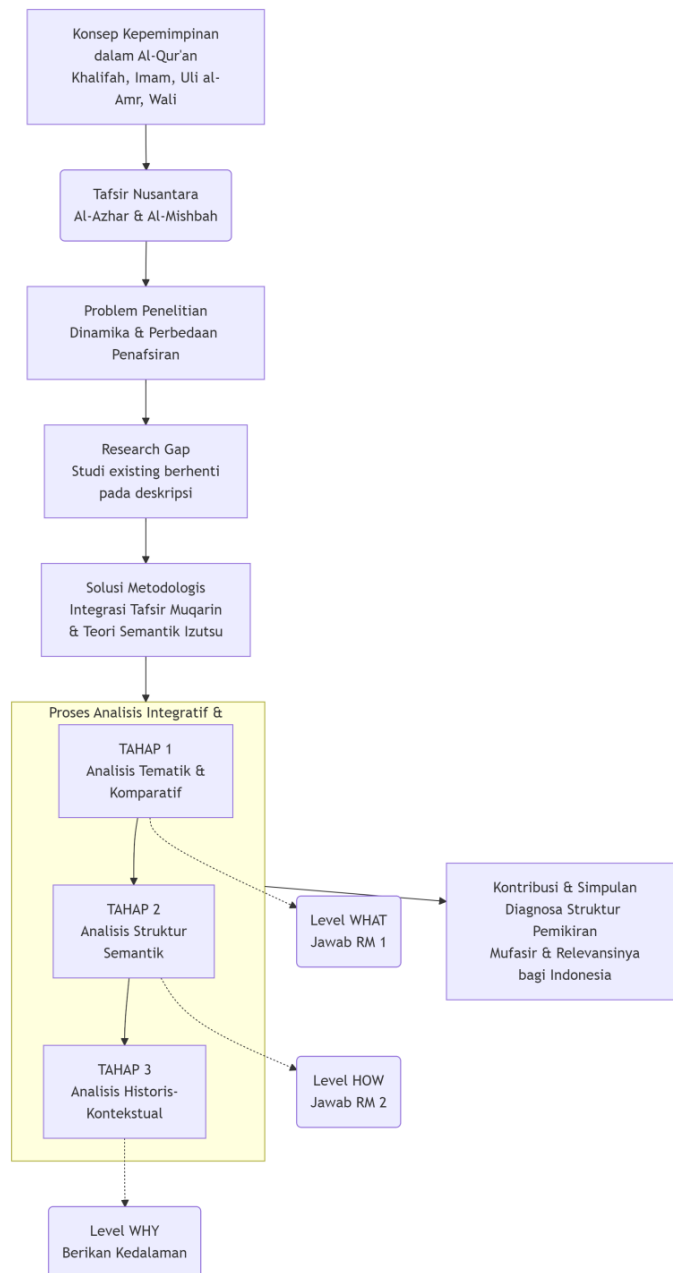 Konsep Kepemimpinan
dalam Al-Qur'an
Khalifah, Imam, Uli al-
Amr, Wali
Tafsir Nusantara
Al-Azhar & Al-Mishbah
Problem Penelitian
Dinamika & Perbedaan
Penafsiran
Research Gap
Studi existing berhenti
pada deskripsi
Solusi Metodologis
Integrasi Tafsir Muqarin
& Teori Semantik Izutsu
Proses Analisis Integratif &
TAHAP 1
Analisis Tematik &
Komparatif
TAHAP 2
Analisis Struktur
Semantik
TAHAP 3
Analisis Historis-
Kontekstual
Level WHAT
Jawab RM 1
Level HOW
Jawab RM 2
Level WHY
Berikan Kedalaman
Kontribusi & Simpulan
Diagnosa Struktur
Pemikiran
Mufasir & Relevansinya
bagi Indonesia